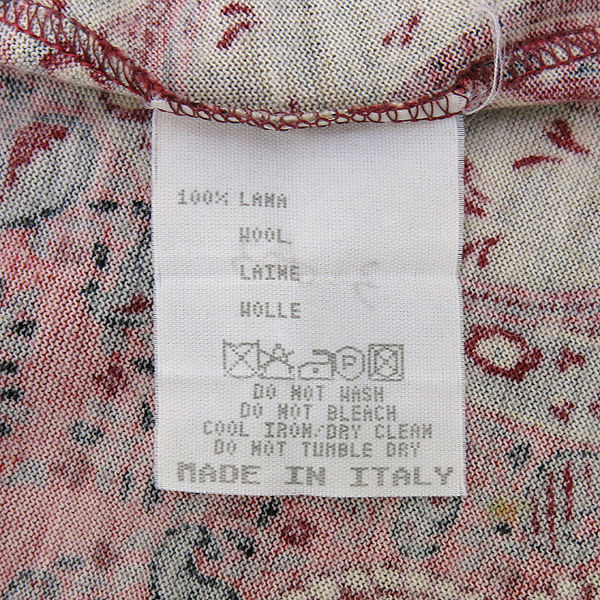 100% LANA
WOOL
LAINE
WOLLE
P
DO NOT WASH
DO NOT BLEACH
COOL IRON/DRY CLEAN
DO NOT TUMBLE DRY
MADE IN ITALY